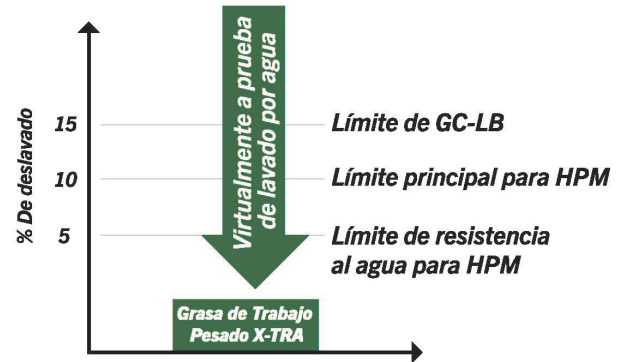 % De deslavado
15
10
5
Virtualmente a prueba
de lavado por agua
Límite de GC-LB
Límite principal para HPM
Límite de resistencia
al agua para HPM
Grasa de Trabajo
Pesado X-TRA